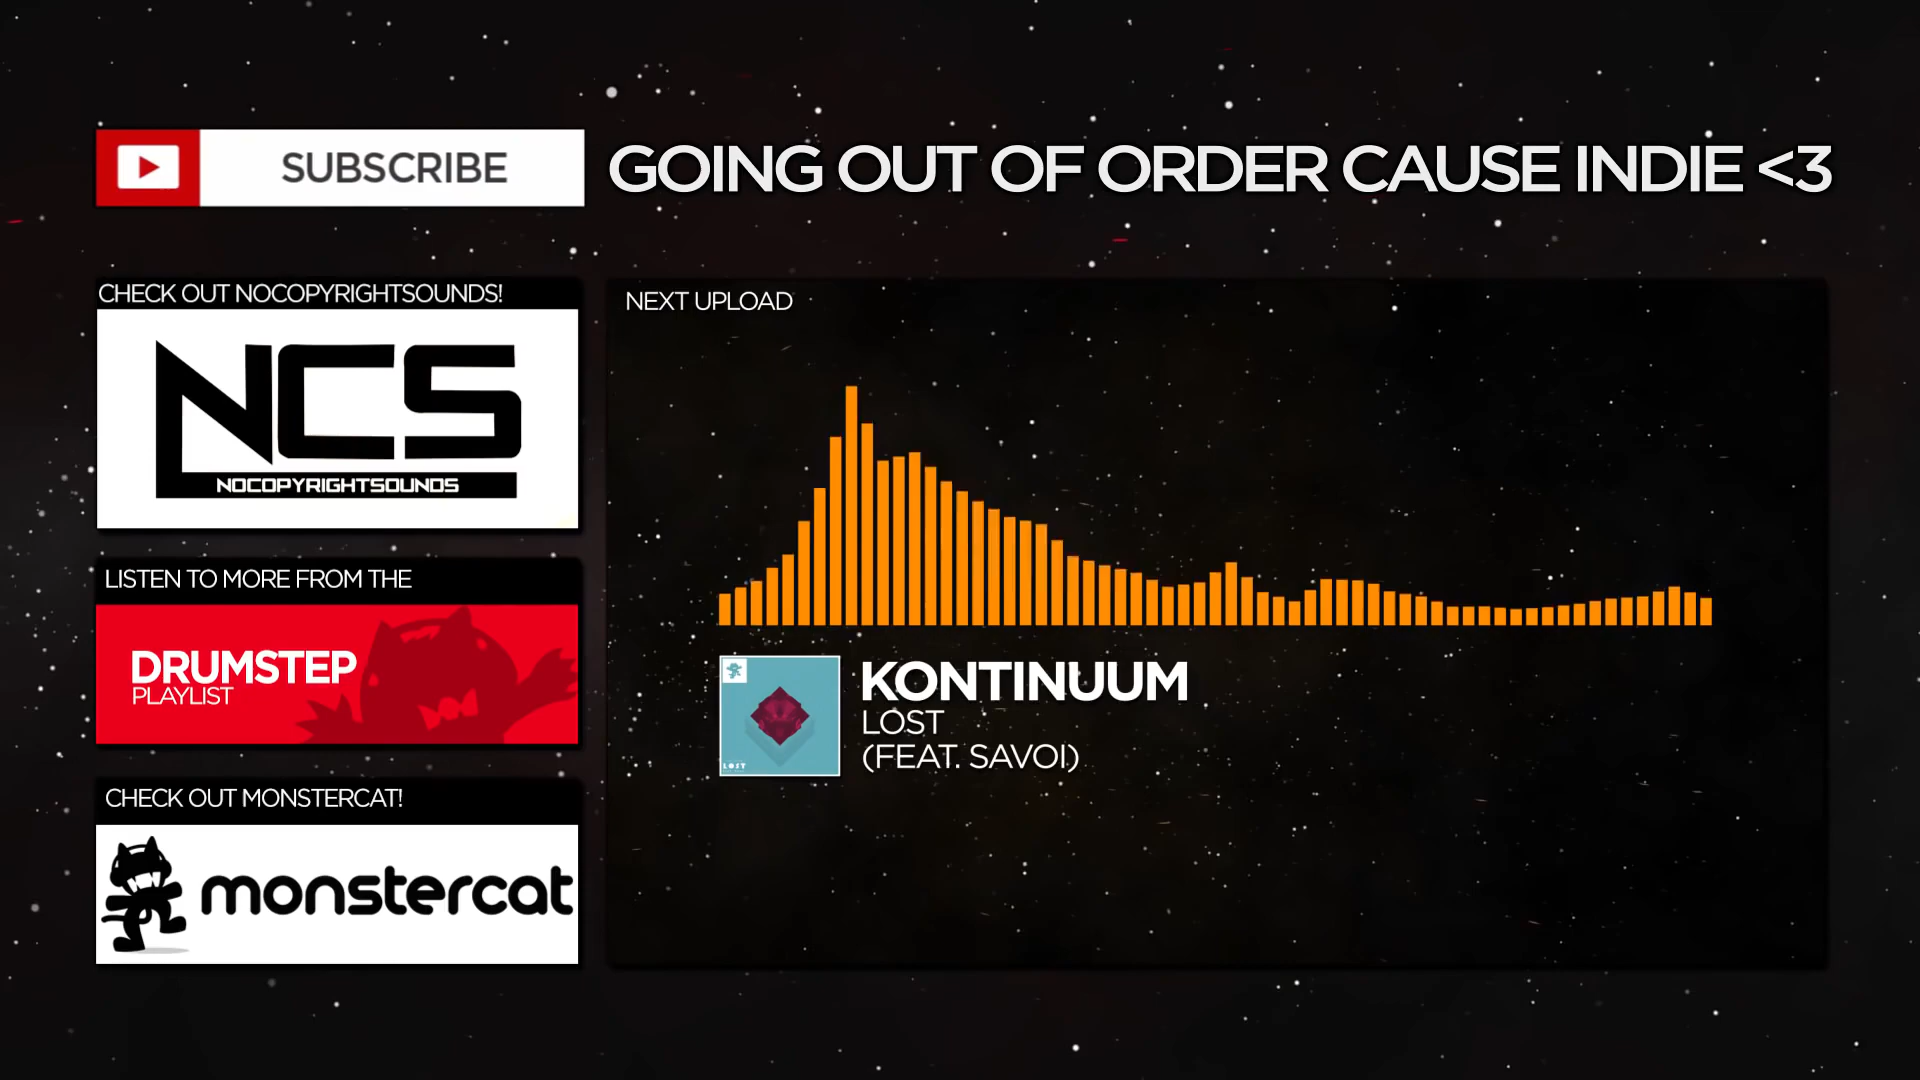 SUBSCRIBE
GOING OUT OF ORDER CAUSE INDIE <3
CHECK OUT NOCOPYRIGHTSOUNDS!
NCS
NOCOPYRIGHTSOUNDS
LISTEN TO MORE FROM THE
DRUMSTEP
PLAYLIST
CHECK OUT MONSTERCAT!
monstercat
NEXT UPLOAD
LOST
KONTINUUM
LOST
(FEAT. SAVOI)